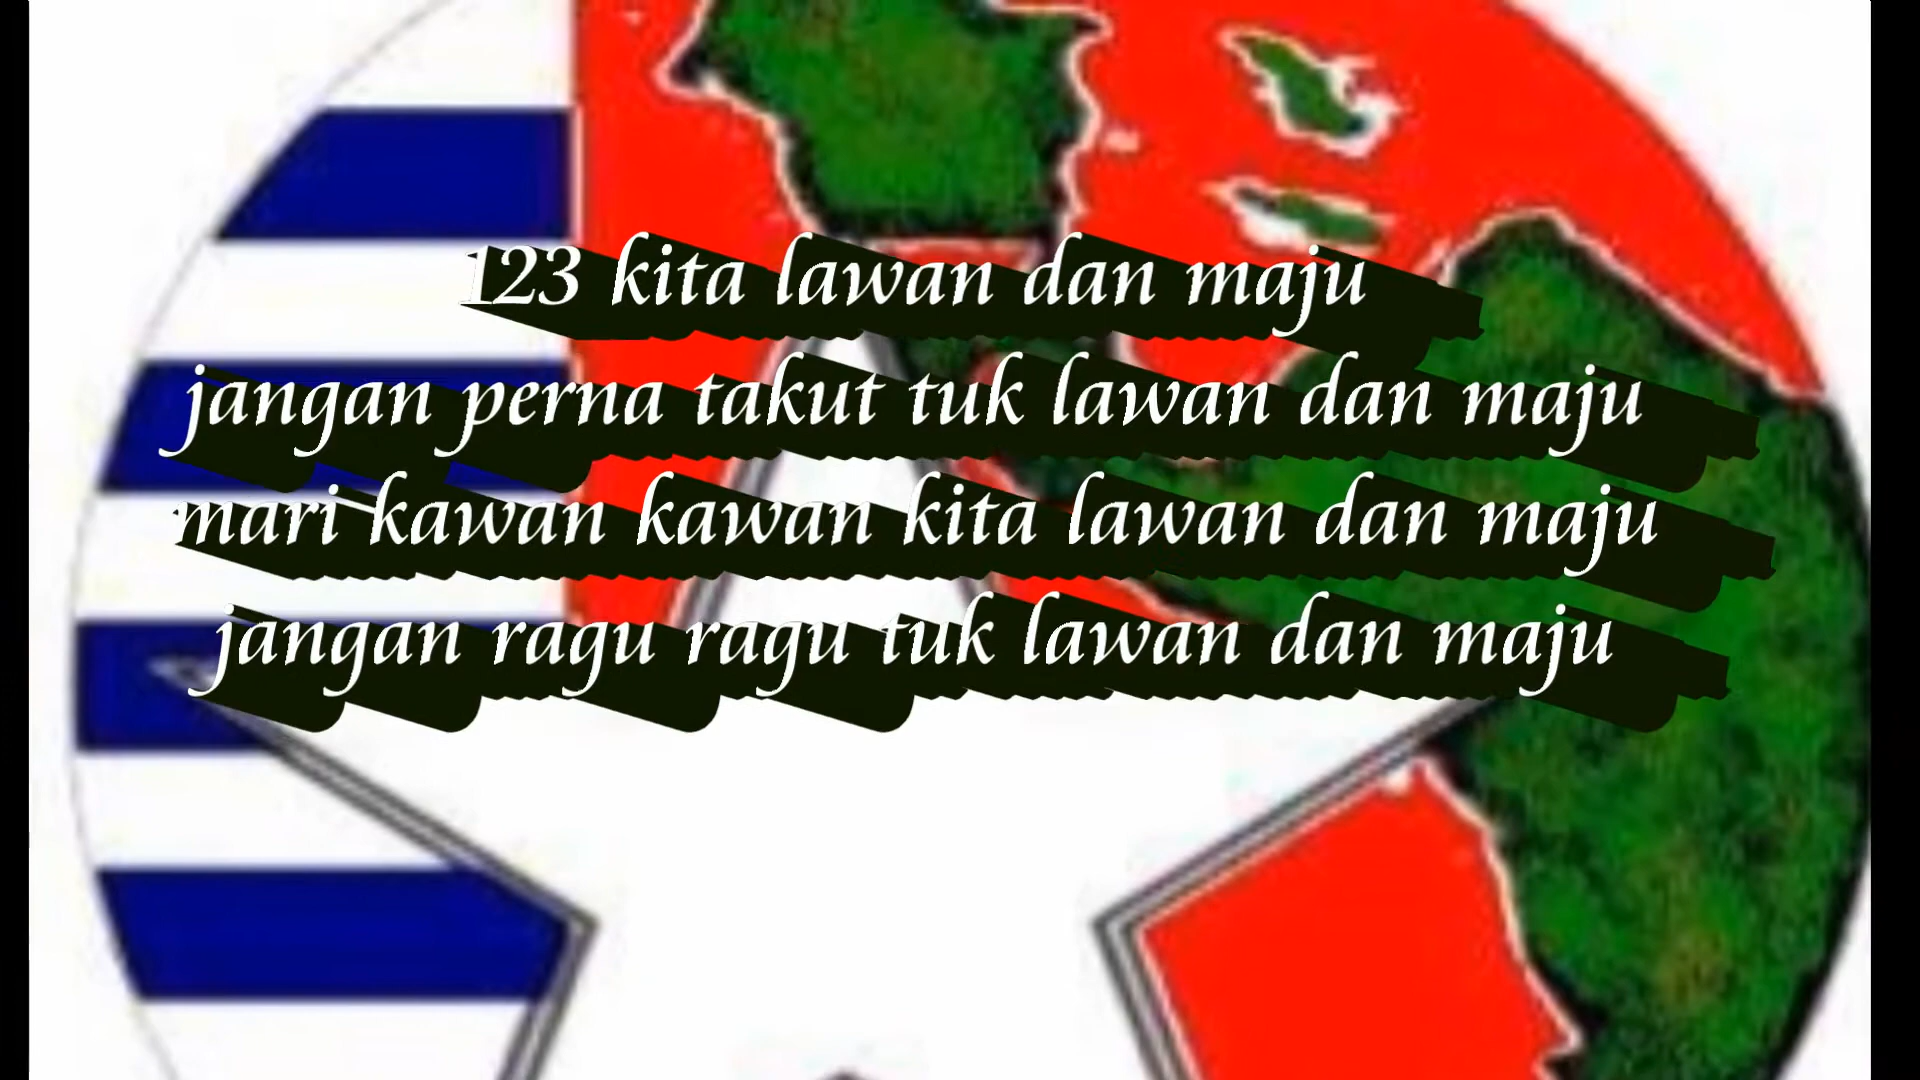 123 kita lawan dan maju
jangan perna takut tuk lawan dan maju
mari kawan kawan kita lawan dan maju
jangan ragu ragu tuk lawan dan maju